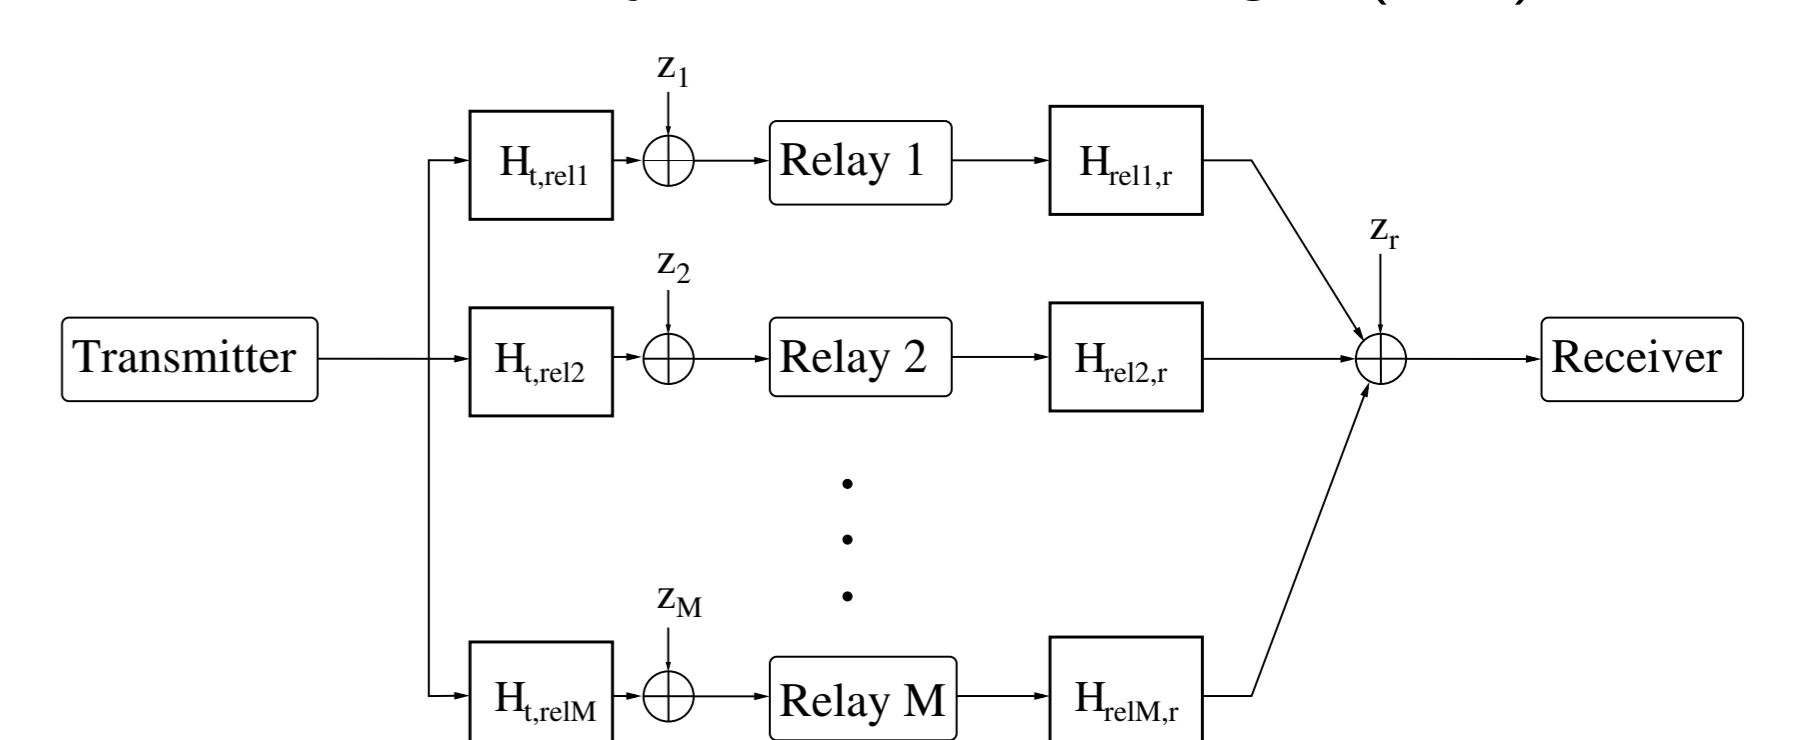 z1
Ht,rel1 Relay 1 Hrel1,r
zr
z2
Transmitter Ht,rel2 Relay 2 Hrel2,r Receiver
zM
Ht,relM Relay M HrelM,r